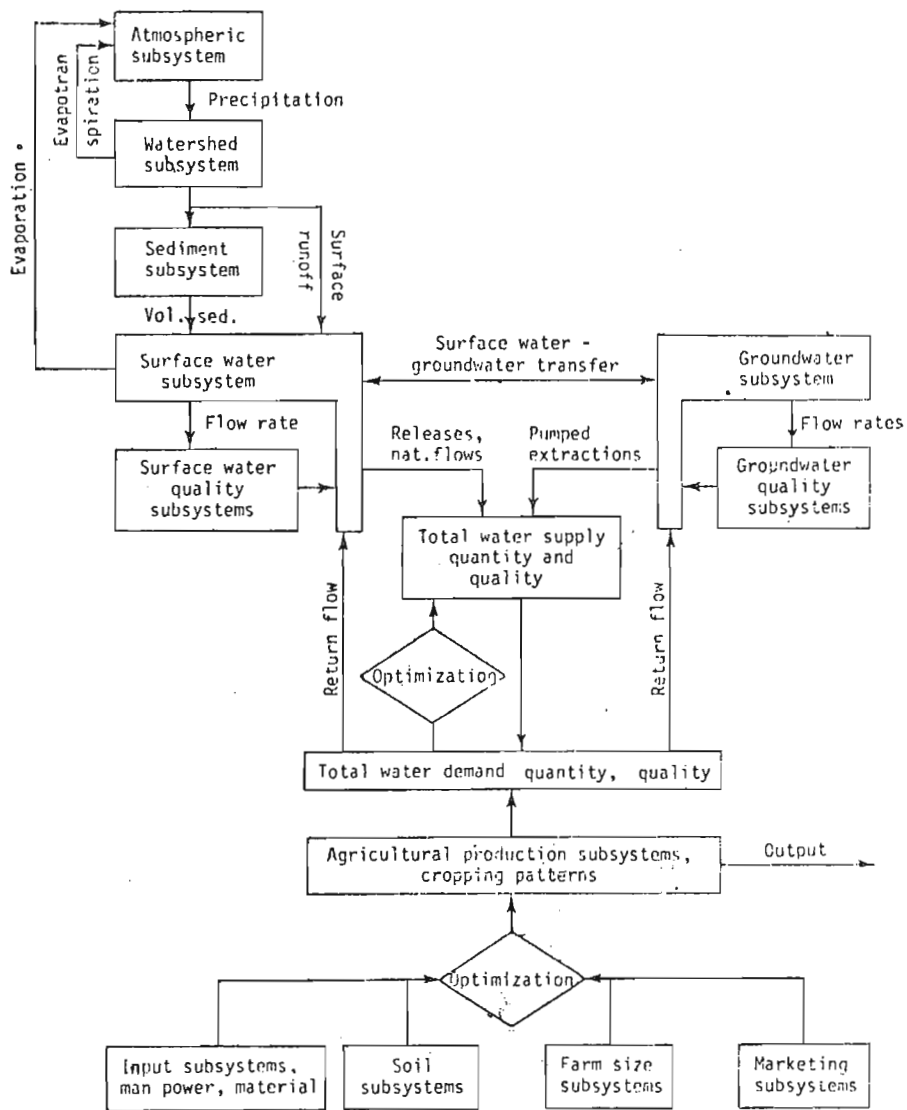 Atmospheric
subsystem
Evapotran
spiration
Precipitation
Watershed
subsystem
Evaporation
Sediment
subsystem
Surface
runoff
Vol. sed.
Surface water
subsystem
Surface water -
groundwater transfer
Groundwater
subsystem
Flow rate
Releases,
nat.flows
Pumped
extractions
Flow rates
Surface water
quality
subsystems
Groundwater
quality
subsystems
Total water supply
quantity and
quality
Return flow
Optimization
Return flow
Total water demand quantity, quality
Agricultural production subsystems,
cropping patterns
Output
Optimization
Input subsystems,
man power, material
Soil
subsystems
Farm size
subsystems
Marketing
subsystems